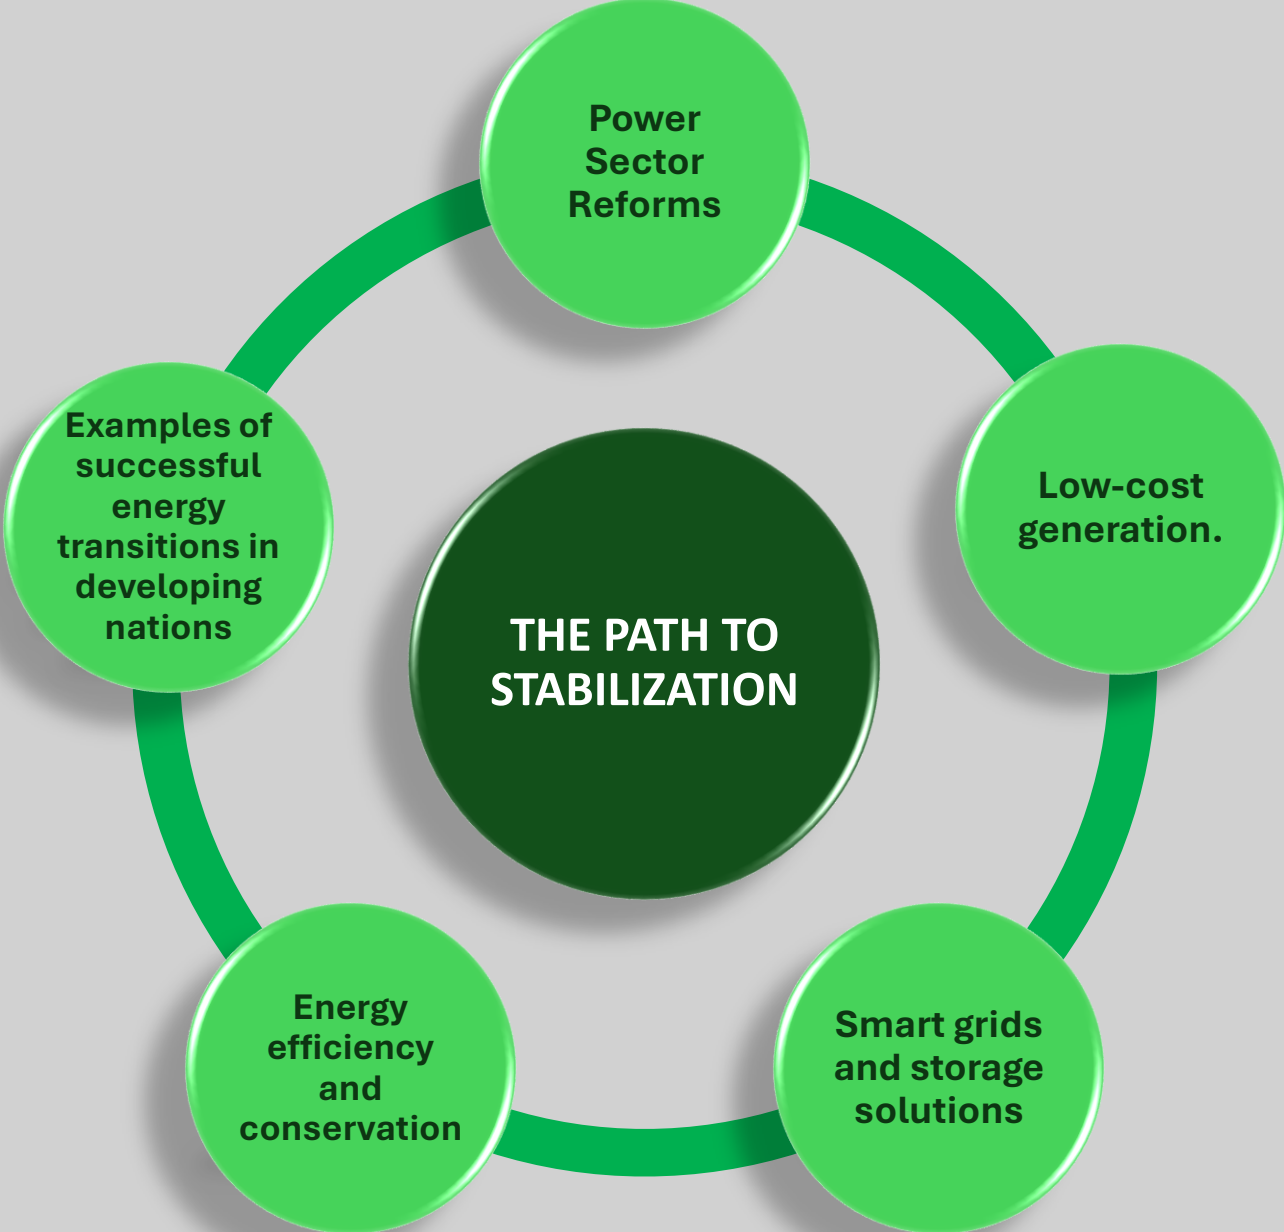 Power
Sector
Reforms
Low-cost
generation.
Smart grids
and storage
solutions
Energy
efficiency
and
conservation
Examples of
successful
energy
transitions in
developing
nations
THE PATH TO
STABILIZATION